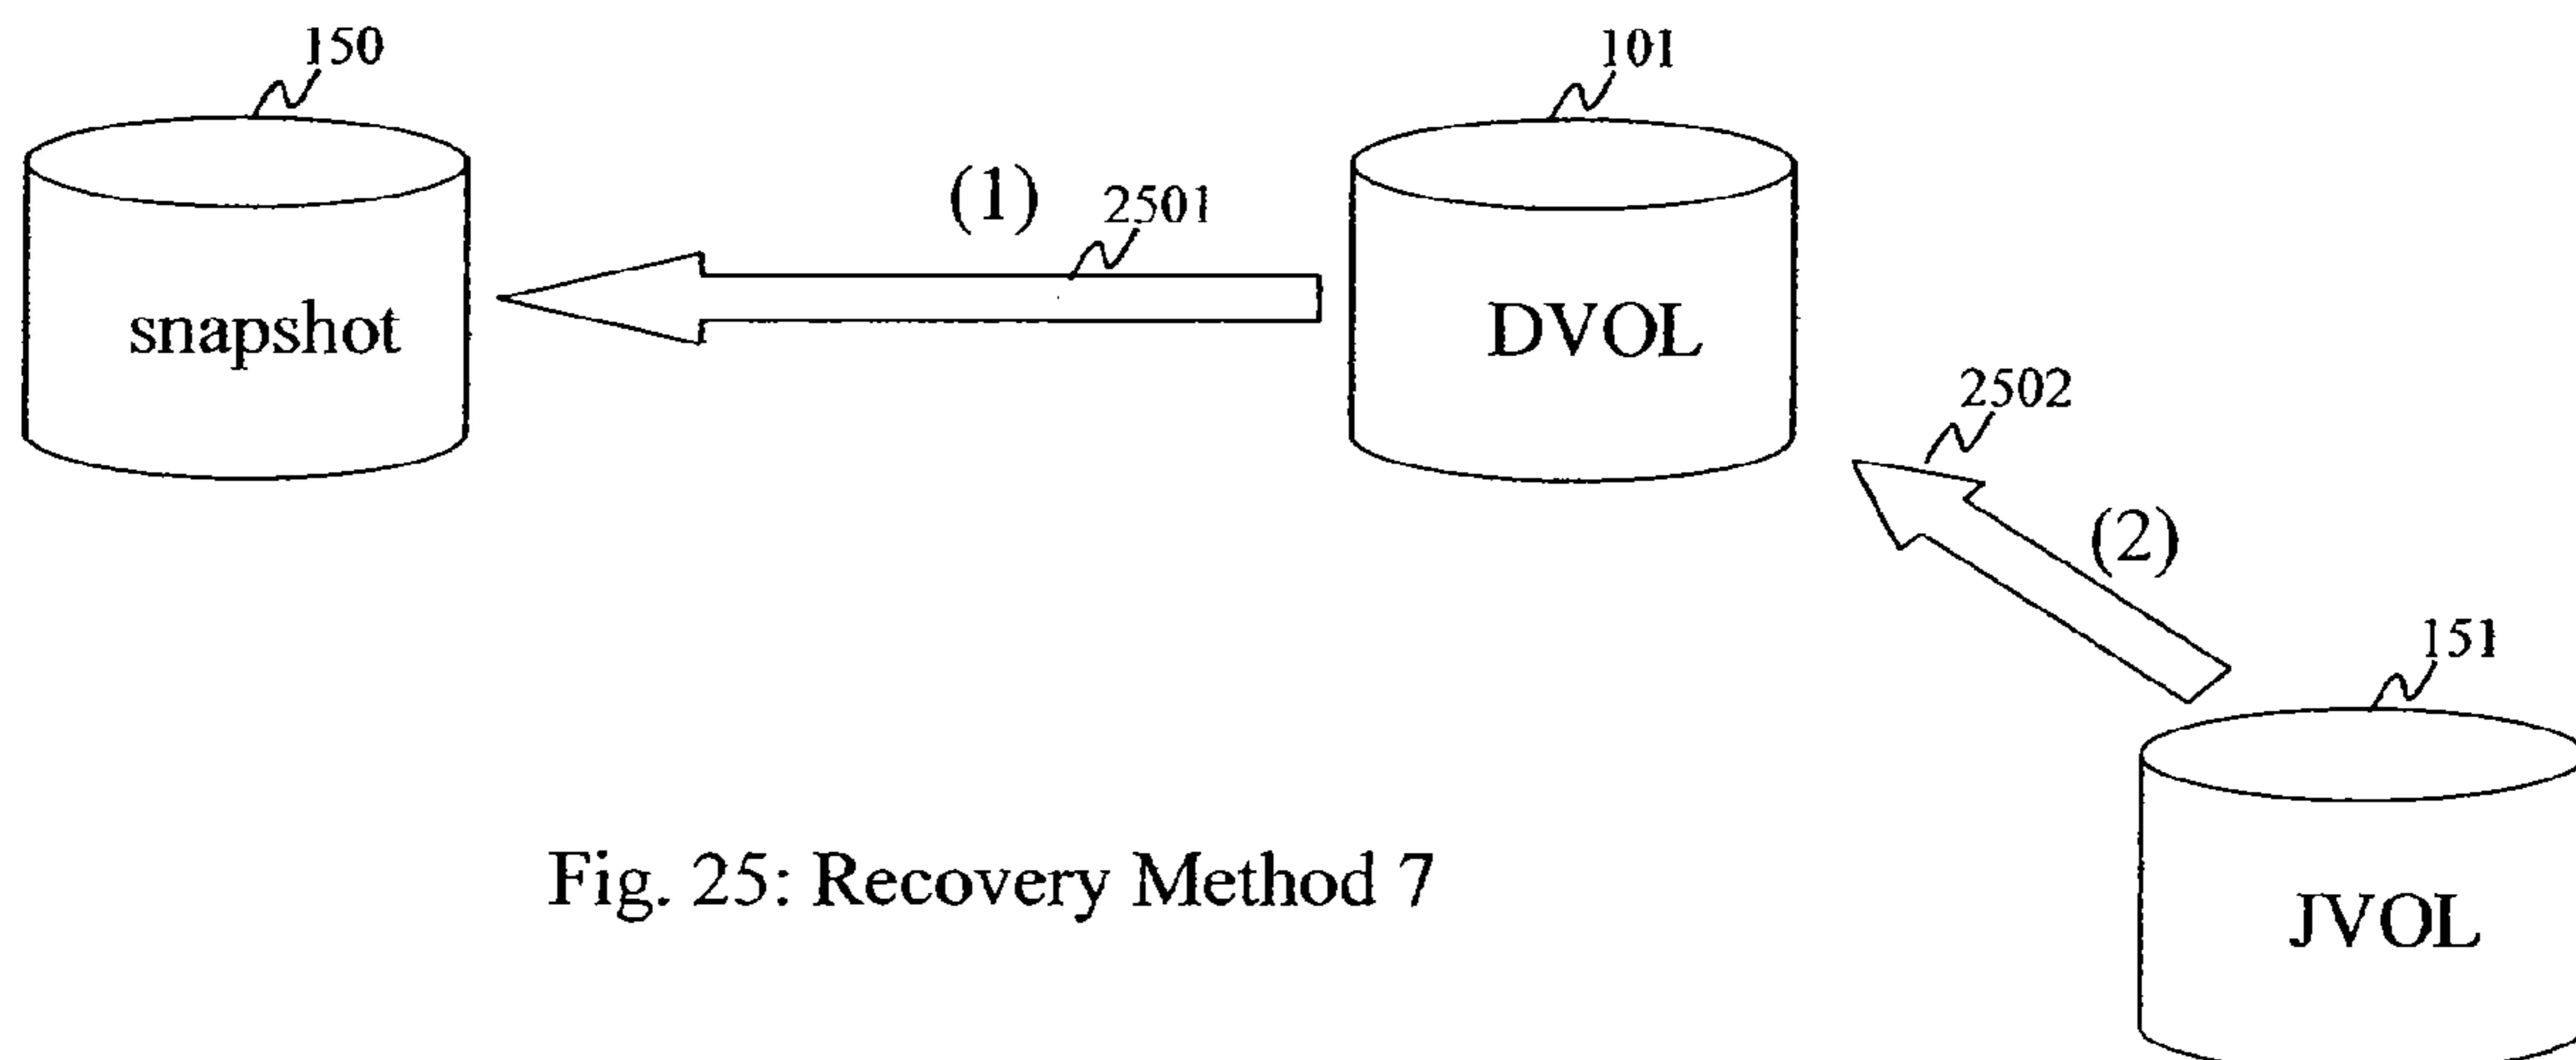 150
101
(1) 2501
snapshot
DVOL
2502
(2)
151
Fig. 25: Recovery Method 7
JVOL